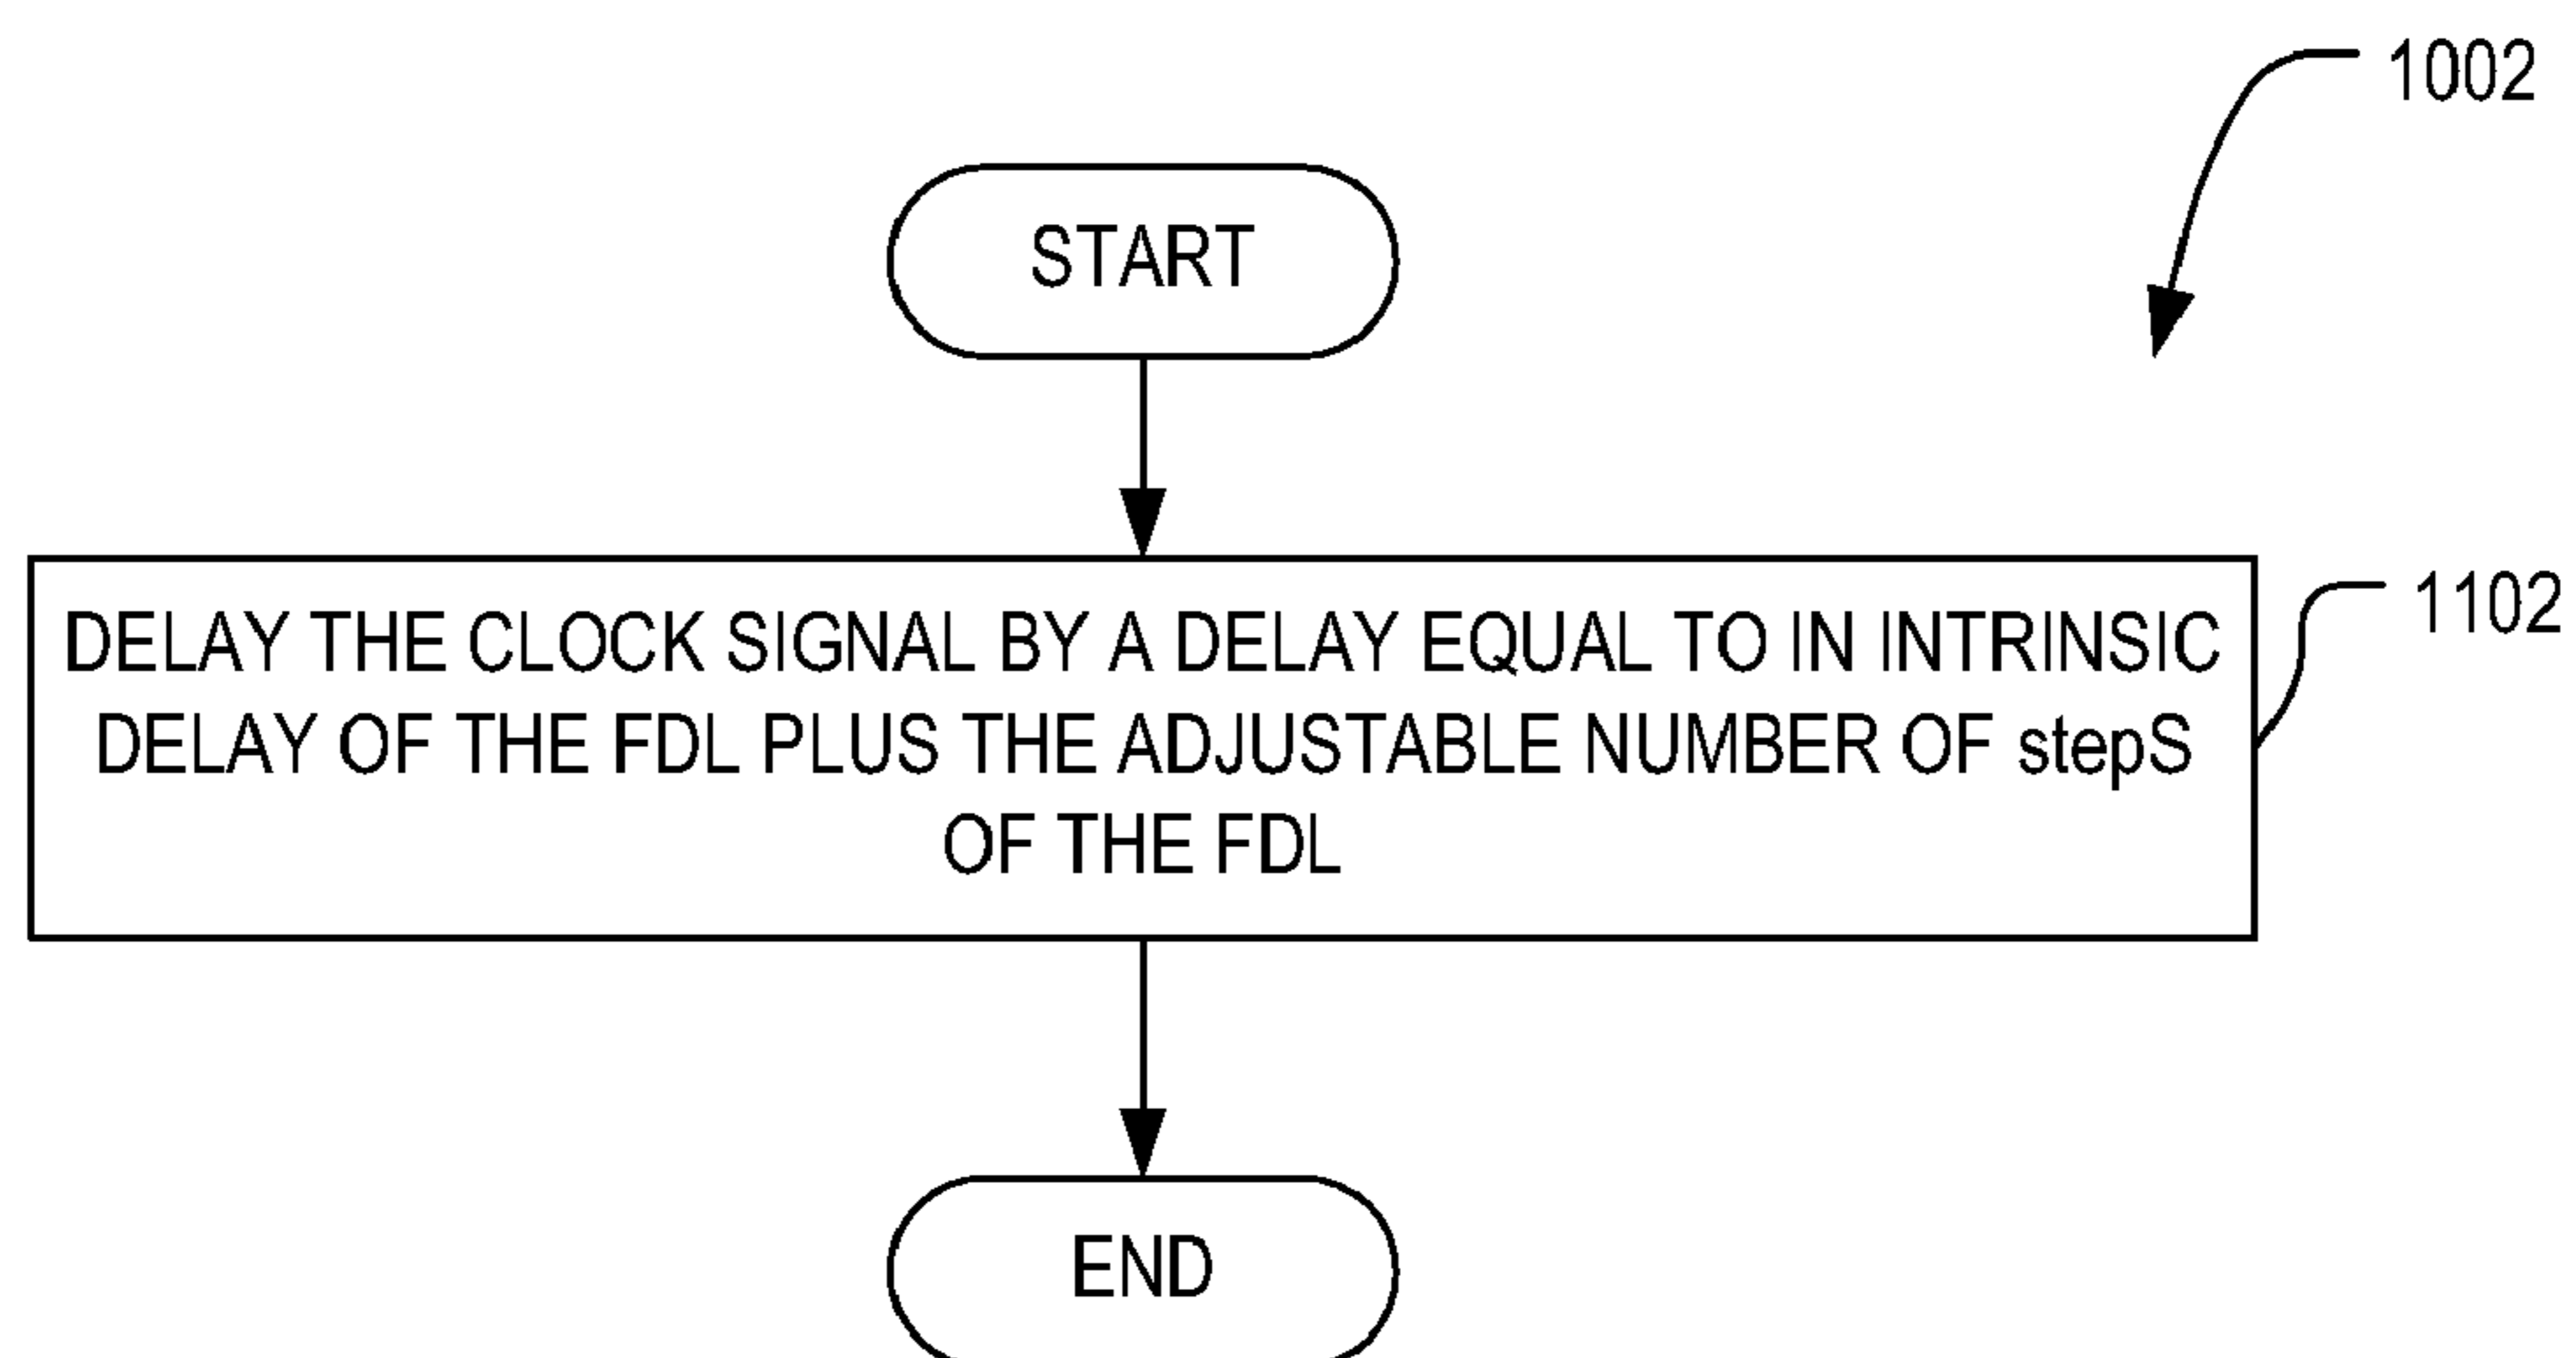 1002
START
DELAY THE CLOCK SIGNAL BY A DELAY EQUAL TO IN INTRINSIC
DELAY OF THE FDL PLUS THE ADJUSTABLE NUMBER OF stepS
OF THE FDL
1102
END